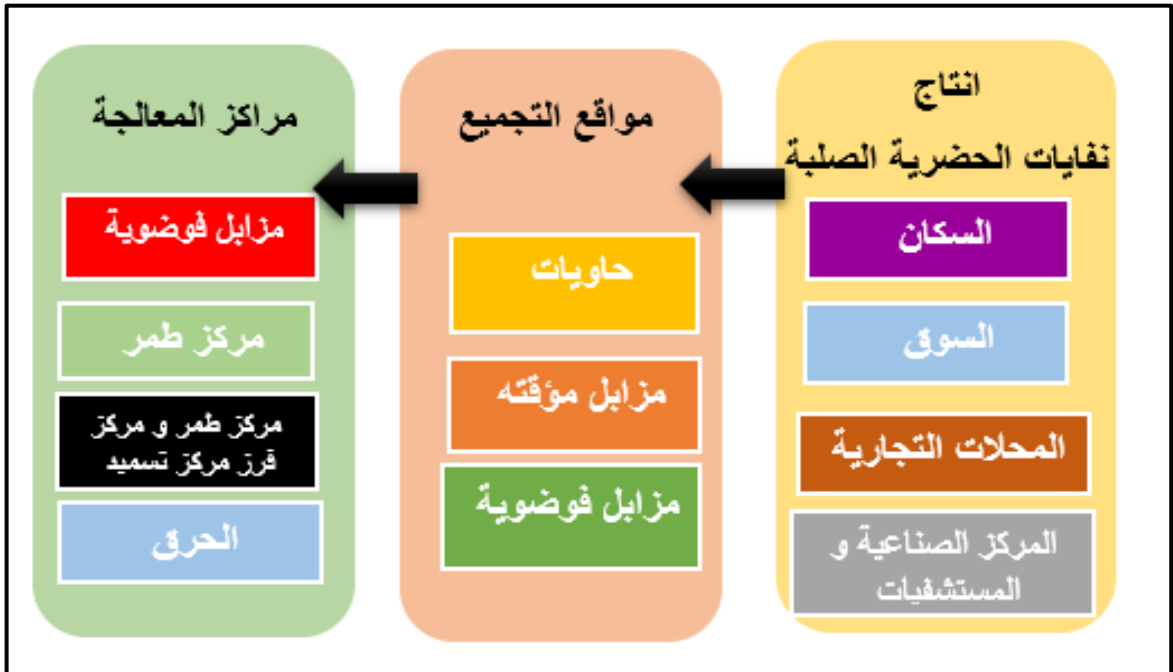 انتاج
نفايات الحضرية الصلبة
السكان
السوق
المحلات التجارية
المركز الصناعية و
المستشفيات
مواقع التجميع
حاويات
مزابل مؤقته
مزابل فوضوية
مراكز المعالجة
مزابل فوضوية
مركز طمر
مركز طمر و مركز
فرز مركز تسميد
الحرق